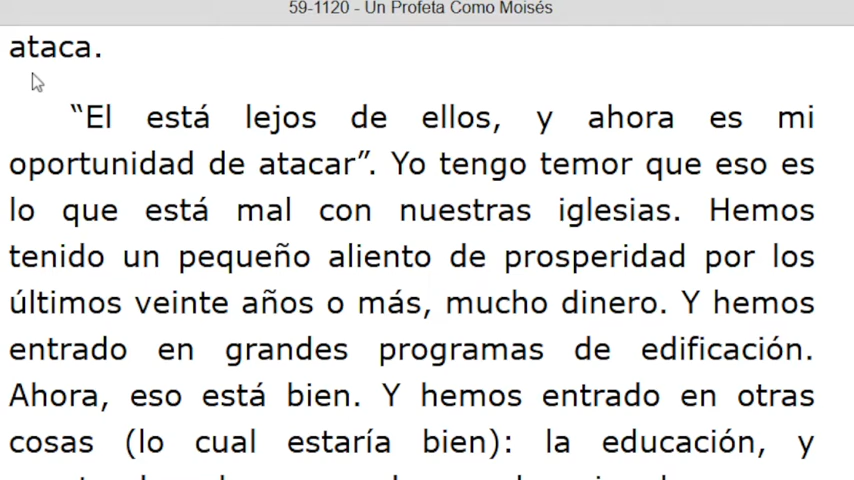 59-1120 - Un Profeta Como Moisés
ataca.
“El está lejos de ellos, y ahora es mi
oportunidad de atacar”. Yo tengo temor que eso es
lo que está mal con nuestras iglesias. Hemos
tenido un pequeño aliento de prosperidad por los
últimos veinte años o más, mucho dinero. Y hemos
entrado en grandes programas de edificación.
Ahora, eso está bien. Y hemos entrado en otras
cosas (lo cual estaría bien): la educación, y